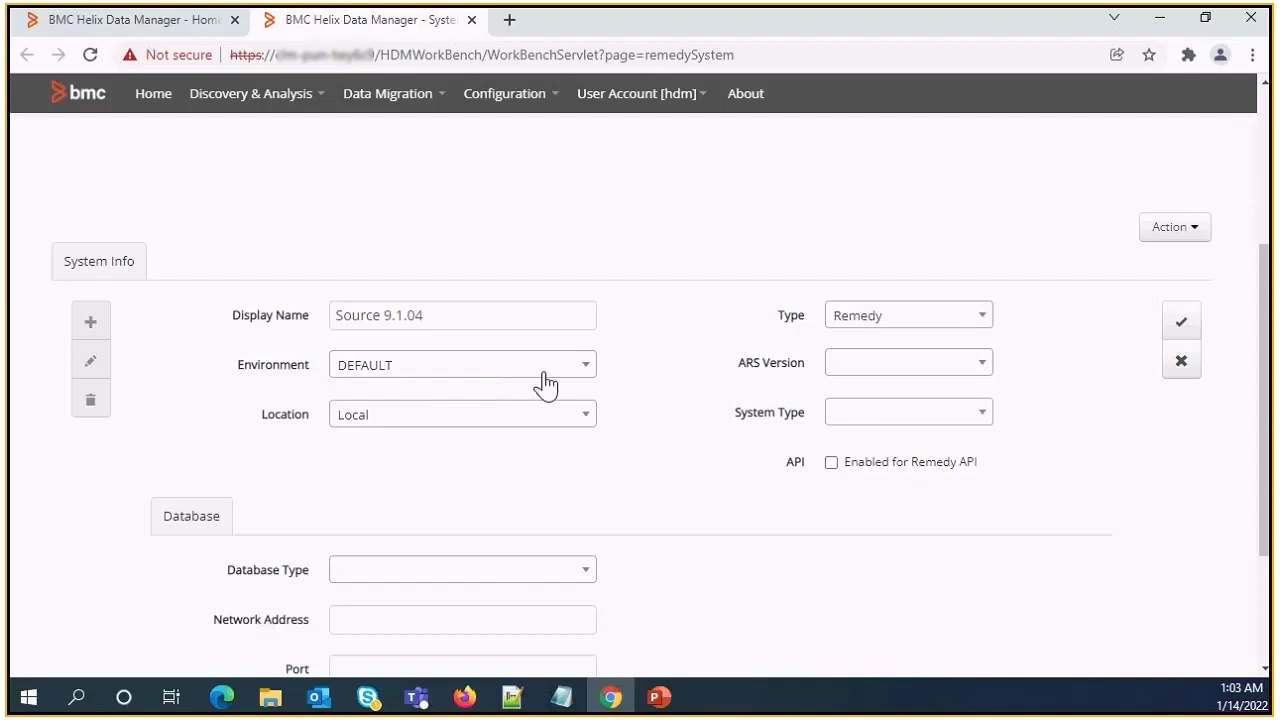 BMC Helix Data Manager - Home
BMC Helix Data Manager - Syste
Not secure
https://
/HDMWorkBench/WorkBenchServlet?page=remedySystem
bmc
Home
Discovery & Analysis
Data Migration
Configuration
User Account [hdm]
About
Action
System Info
Display Name
Source 9.1.04
Type
Remedy
Environment
DEFAULT
ARS Version
Location
Local
System Type
API
Enabled for Remedy API
Database
Database Type
Network Address
Port
1:03 AM
1/14/2022